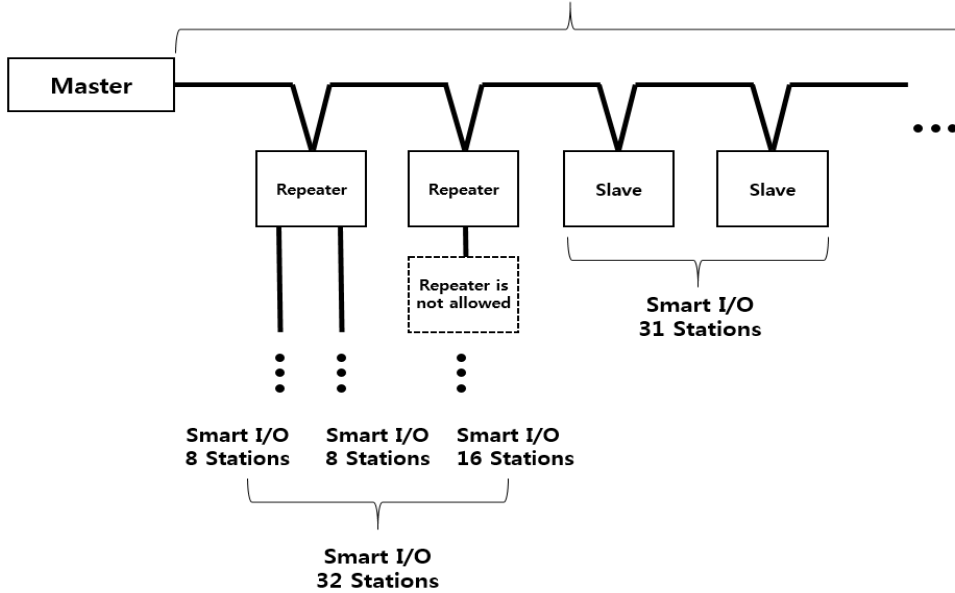 Master
Repeater
Repeater
Slave
Slave
Repeater is
not allowed
Smart I/O
31 Stations
Smart I/O
8 Stations
Smart I/O
8 Stations
Smart I/O
16 Stations
Smart I/O
32 Stations